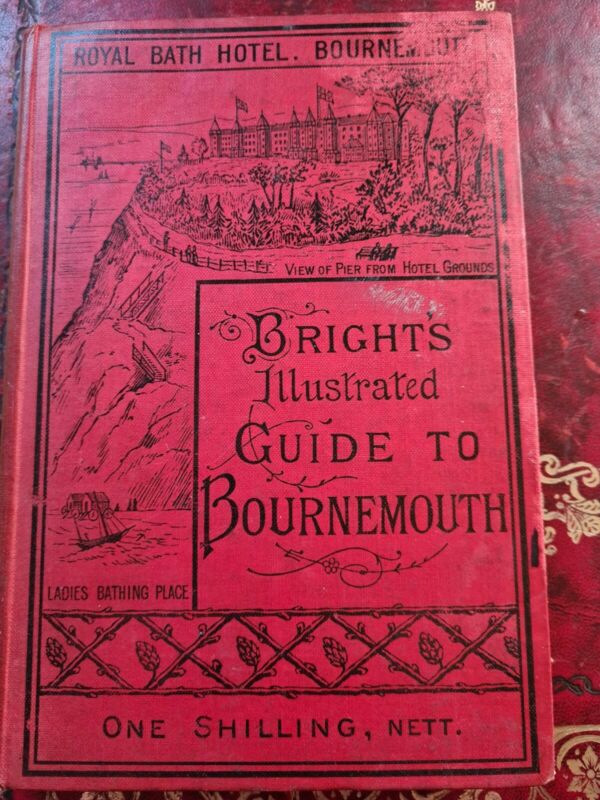 ROYAL BATH HOTEL. BOURNEMOUTH
VIEW OF PIER FROM HOTEL GROUNDS
BRIGHTS
Illustrated
GUIDE TO
BOURNEMOUTH
LADIES BATHING PLACE
ONE SHILLING, NETT.